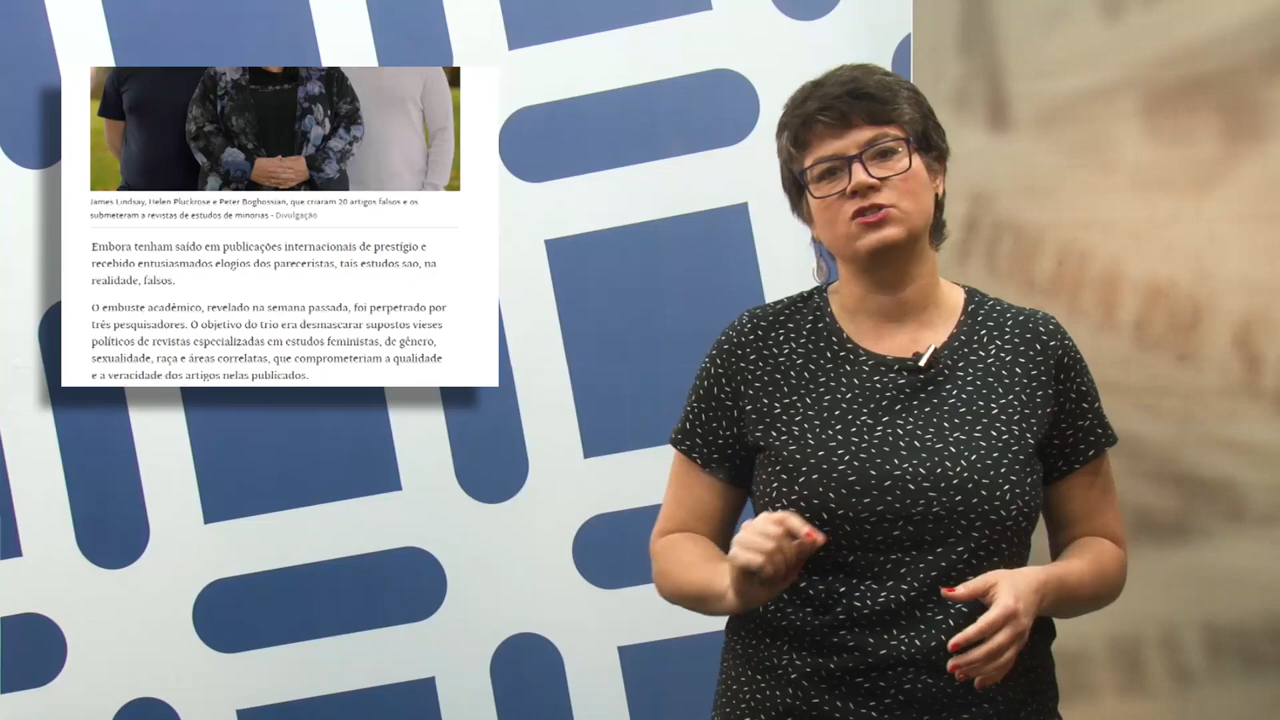 James Lindsay, Helen Pluckrose e Peter Boghossian, que criaram 20 artigos falsos e os
submeteram a revistas de estudos de minorias - Divulgação
Embora tenham saído em publicações internacionais de prestígio e
recebido entusiasmados elogios dos pareceristas, tais estudos são, na
realidade, falsos.
O embuste acadêmico, revelado na semana passada, foi perpetrado por
três pesquisadores. O objetivo do trio era desmascarar supostos vieses
políticos de revistas especializadas em estudos feministas, de gênero,
sexualidade, raça e áreas correlatas, que comprometeriam a qualidade
e a veracidade dos artigos nelas publicados.